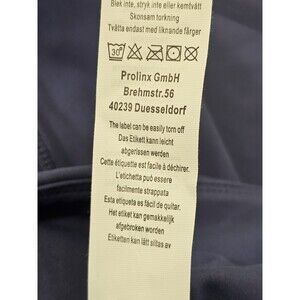 Blek inte, stryk inte eller kemtvätt
Skonsam torkning
Tvätta endast med liknande färger
30°
Prolinx GmbH
Brehmstr.56
40239 Duesseldorf
The label can be easily torn off
Das Etikett kann leicht
abgerissen werden
Cette étiquette est facile à déchirer.
L'etichetta può essere
facilmente strappata
Esta etiqueta es fácil de quitar.
Het etiket kan gemakkelijk
afgebroken worden
Etiketten kan lätt slitas av